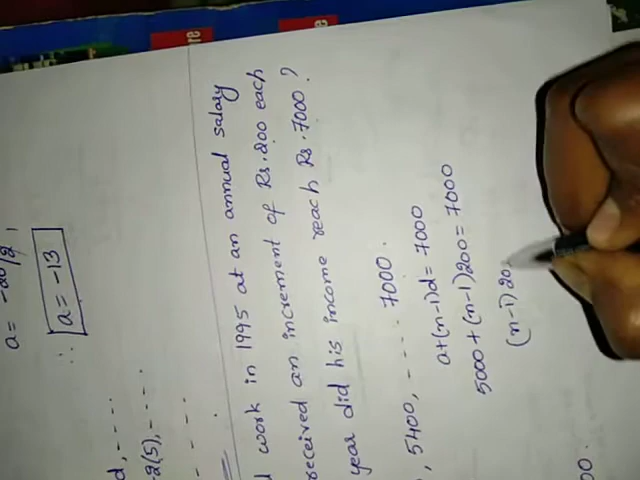 a = -26/2
∴ a = -13
d, - - - -
-2(5), - - - -
work in 1995 at an annual salary
received an increment of Rs. 200 each
year did his income reach Rs. 7000?
, 5400, - - - - 7000.
a+(n-1)d = 7000
5000 + (n-1)200 = 7000
(n-1) 20
00.